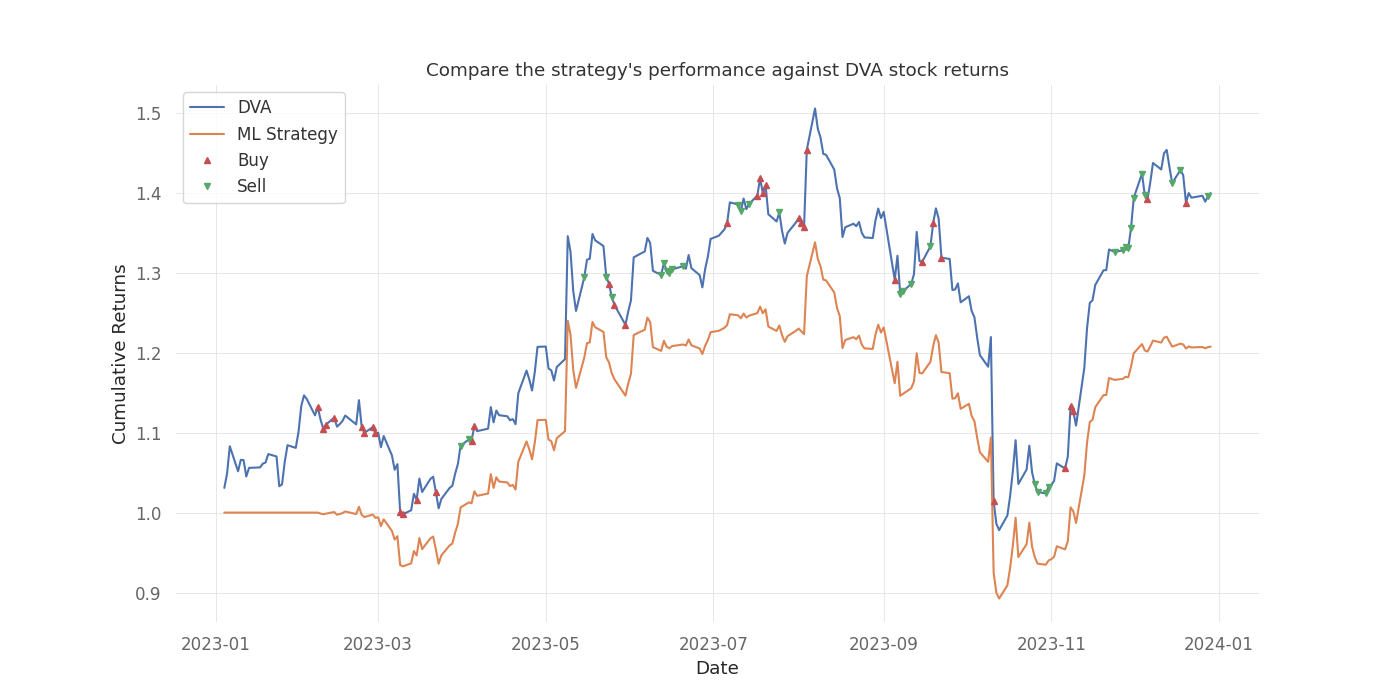 Compare the strategy's performance against DVA stock returns
DVA
ML Strategy
Buy
Sell
Cumulative Returns
1.5
1.4
1.3
1.2
1.1
1.0
0.9
2023-01
2023-03
2023-05
2023-07
2023-09
2023-11
2024-01
Date